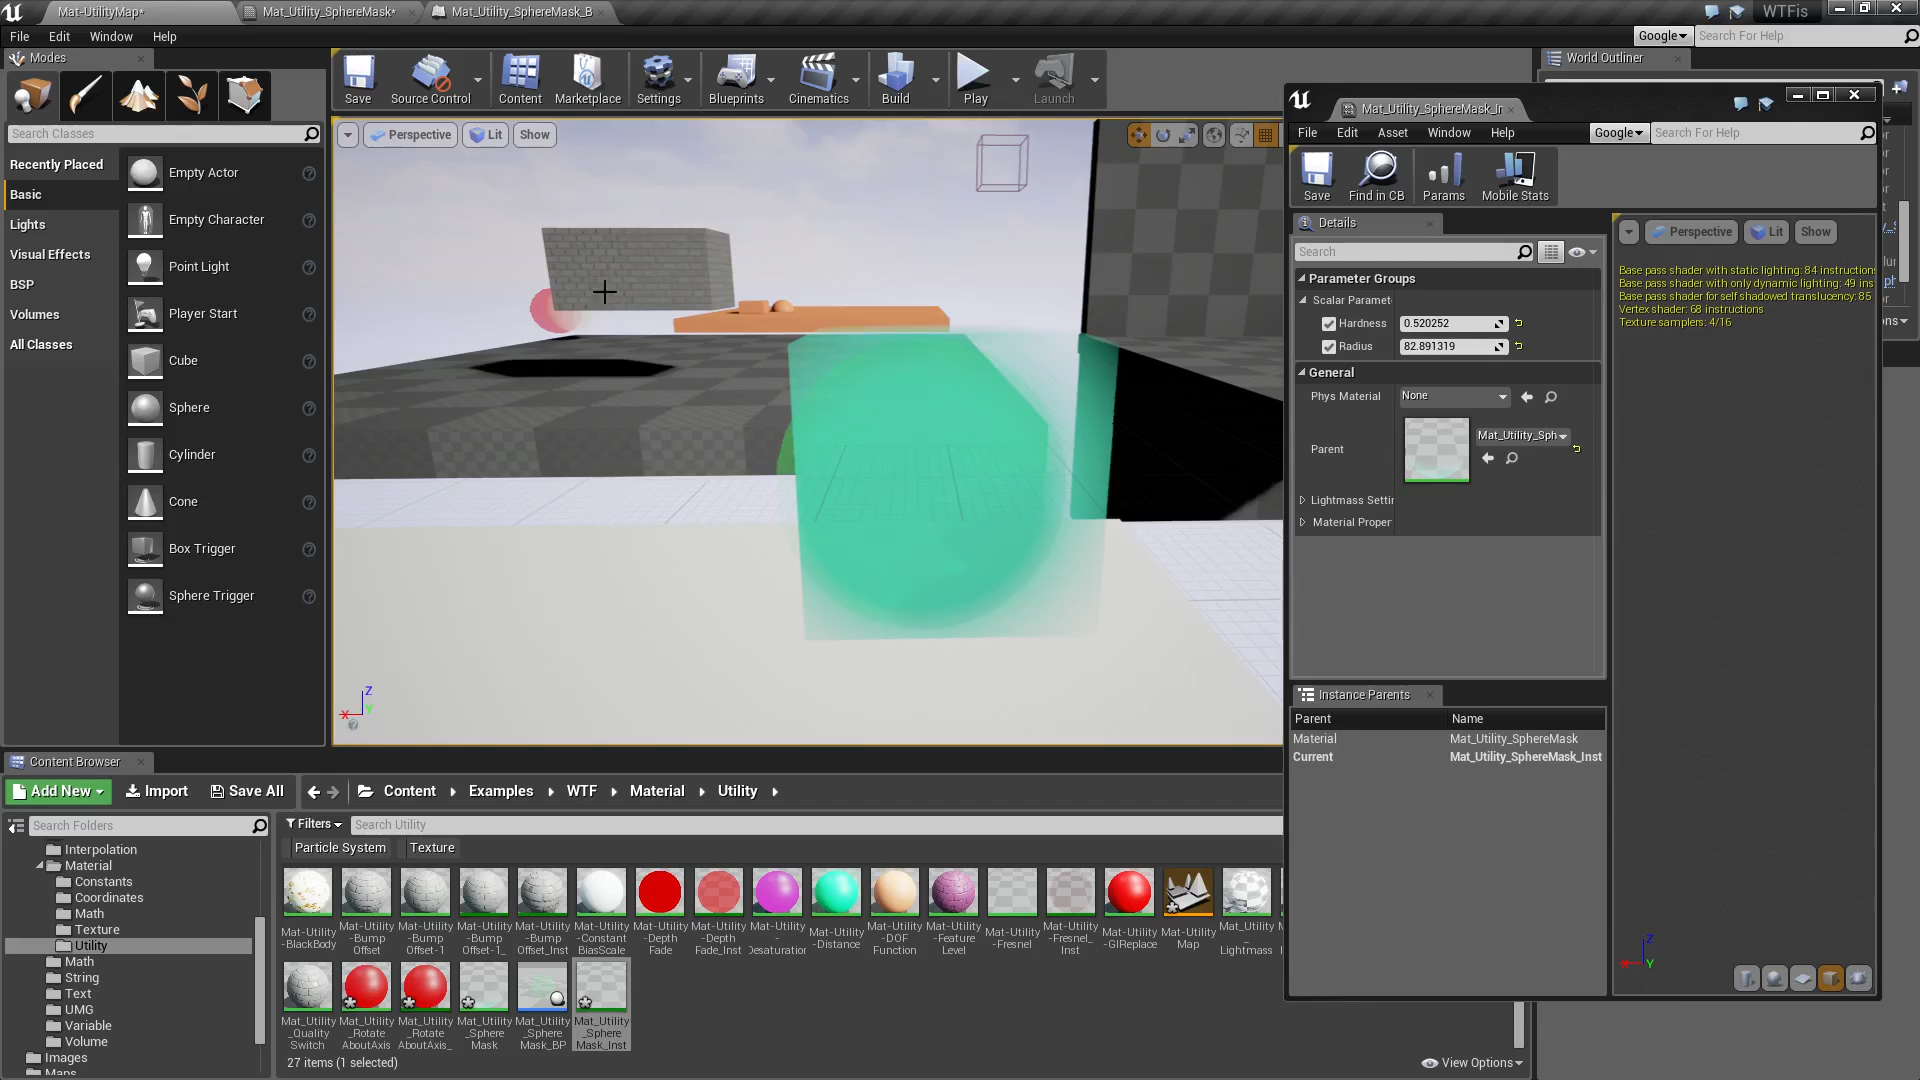 Mat-UtilityMap*
Mat_Utility_SphereMask*
Mat_Utility_SphereMask_B
WTFis
File Edit Window Help
Google
Search For Help
Modes
Search Classes
Recently Placed
Basic
Lights
Visual Effects
BSP
Volumes
All Classes
Empty Actor
Empty Character
Point Light
Player Start
Cube
Sphere
Cylinder
Cone
Box Trigger
Sphere Trigger
Save
Source Control
Content
Marketplace
Settings
Blueprints
Cinematics
Build
Play
Launch
Perspective
Lit
Show
Z
X
Y
World Outliner
Mat_Utility_SphereMask_Ir
File Edit Asset Window Help
Google
Search For Help
Save
Find in CB
Params
Mobile Stats
Details
Search
Parameter Groups
Scalar Paramet
Hardness 0.520252
Radius 82.891319
General
Phys Material None
Parent Mat_Utility_Sph
Lightmass Settir
Material Proper
Instance Parents
Parent Name
Material Mat_Utility_SphereMask
Current Mat_Utility_SphereMask_Inst
Perspective
Lit
Show
Base pass shader with static lighting: 84 instructions
Base pass shader with only dynamic lighting: 49 ins
Base pass shader for self shadowed translucency: 85
Vertex shader: 68 instructions
Texture samplers: 4/16
Z
X
Y
Content Browser
Add New
Import
Save All
Content
Examples
WTF
Material
Utility
Search Folders
Interpolation
Material
Constants
Coordinates
Math
Texture
Utility
Math
String
Text
UMG
Variable
Volume
Images
Maps
Filters
Search Utility
Particle System
Texture
Mat-Utility
-BlackBody
Mat-Utility
-Bump
Offset
Mat-Utility
-Bump
Offset-1
Mat-Utility
-Bump
Offset-1_
Mat-Utility
-Bump
Offset_Inst
Mat-Utility
-Constant
BiasScale
Mat-Utility
-Depth
Fade
Mat-Utility
-Depth
Fade_Inst
Mat-Utility
-
Desaturation
Mat-Utility
-Distance
Mat-Utility
-DOF
Function
Mat-Utility
-Feature
Level
Mat-Utility
-Fresnel
Mat-Utility
-Fresnel_
Inst
Mat-Utility
-GIReplace
Mat-Utility
Map
Mat_Utility
_
Lightmass
Mat_Utility
_Quality
Switch
Mat_Utility
_Rotate
AboutAxis
Mat_Utility
_Rotate
AboutAxis_
Mat_Utility
_Sphere
Mask
Mat_Utility
_Sphere
Mask_BP
Mat_Utility
_Sphere
Mask_Inst
27 items (1 selected)
View Options